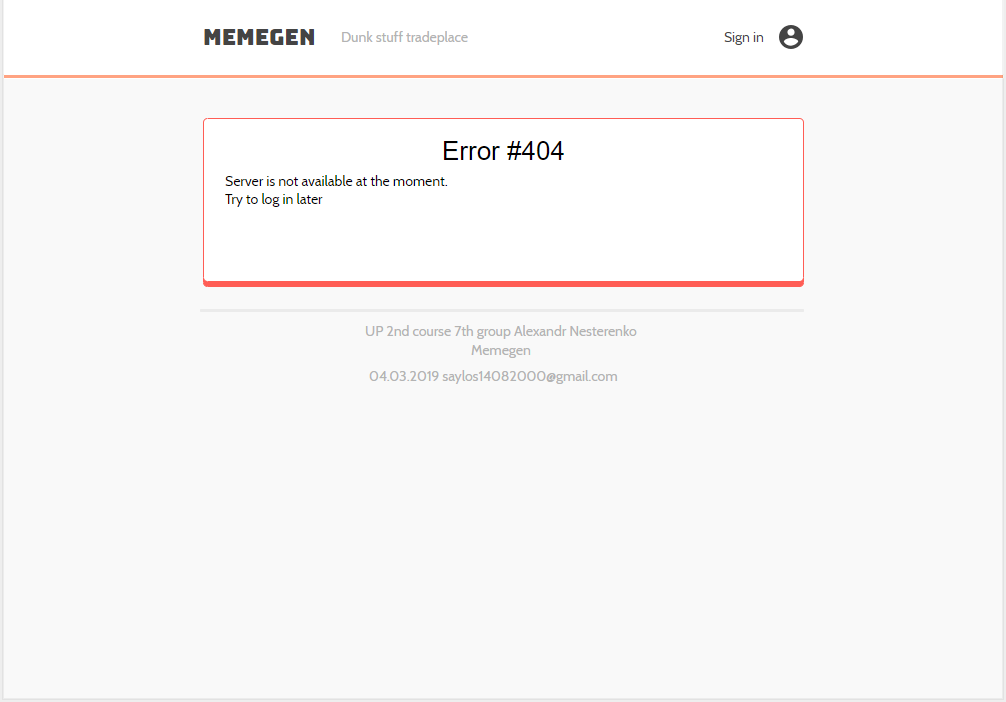 MEMEGEN Dunk stuff tradeplace Sign in
Error #404
Server is not available at the moment.
Try to log in later
UP 2nd course 7th group Alexandr Nesterenko
Memegen
04.03.2019 saylos14082000@gmail.com